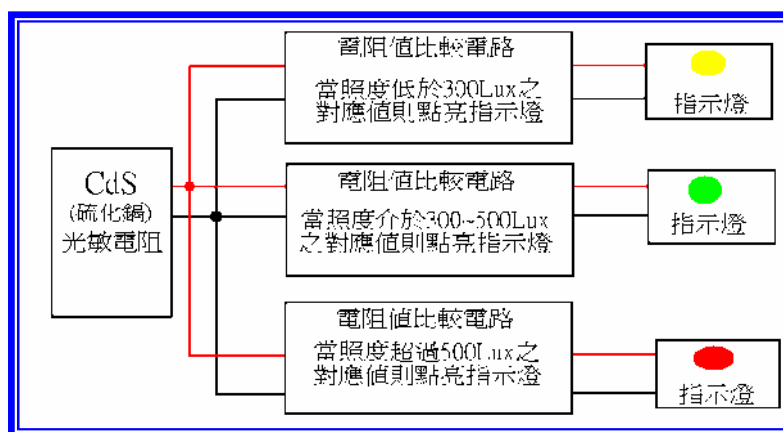 CdS
(硫化鎘)
光敏電阻
電阻值比較電路
當照度低於300Lux之
對應值則點亮指示燈
指示燈
電阻值比較電路
當照度介於300~500Lux
之對應值則點亮指示燈
指示燈
電阻值比較電路
當照度超過500Lux之
對應值則點亮指示燈
指示燈